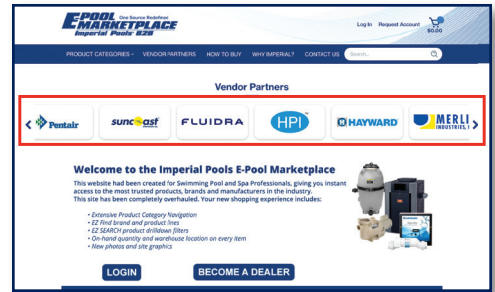 EPOOL One Source Redefined
MARKETPLACE
Imperial Pools B2B
Log In Request Account
$0.00
PRODUCT CATEGORIES VENDOR PARTNERS HOW TO BUY WHY IMPERIAL? CONTACT US Search...
Vendor Partners
Pentair suncoast FLUIDRA HPI HAYWARD MERLI
INDUSTRIES, I
Welcome to the Imperial Pools E-Pool Marketplace
This website had been created for Swimming Pool and Spa Professionals, giving you instant
access to the most trusted products, brands and manufacturers in the industry.
This site has been completely overhauled. Your new shopping experience includes:
• Extensive Product Category Navigation
• EZ Find brand and product lines
• EZ SEARCH product drilldown filters
• On-hand quantity and warehouse location on every item
• New photos and site graphics
LOGIN BECOME A DEALER